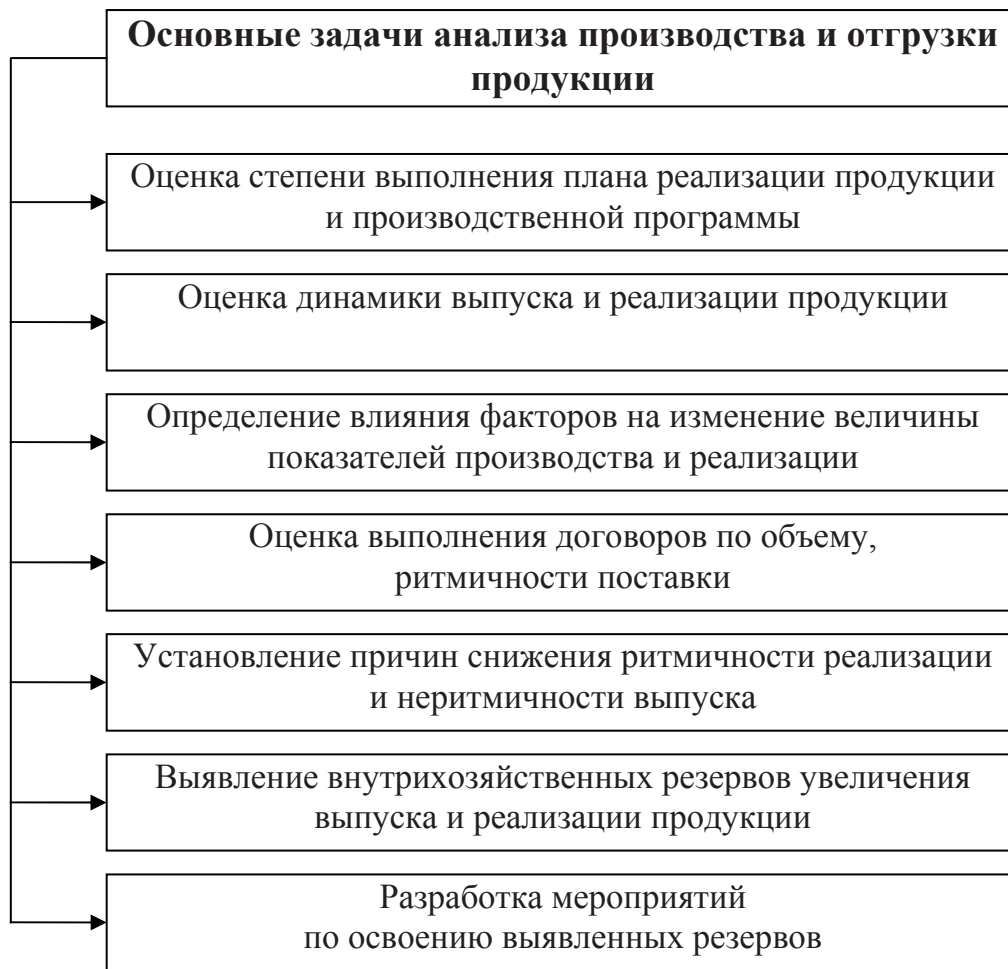 Основные задачи анализа производства и отгрузки
продукции
Оценка степени выполнения плана реализации продукции
и производственной программы
Оценка динамики выпуска и реализации продукции
Определение влияния факторов на изменение величины
показателей производства и реализации
Оценка выполнения договоров по объему,
ритмичности поставки
Установление причин снижения ритмичности реализации
и неритмичности выпуска
Выявление внутрихозяйственных резервов увеличения
выпуска и реализации продукции
Разработка мероприятий
по освоению выявленных резервов